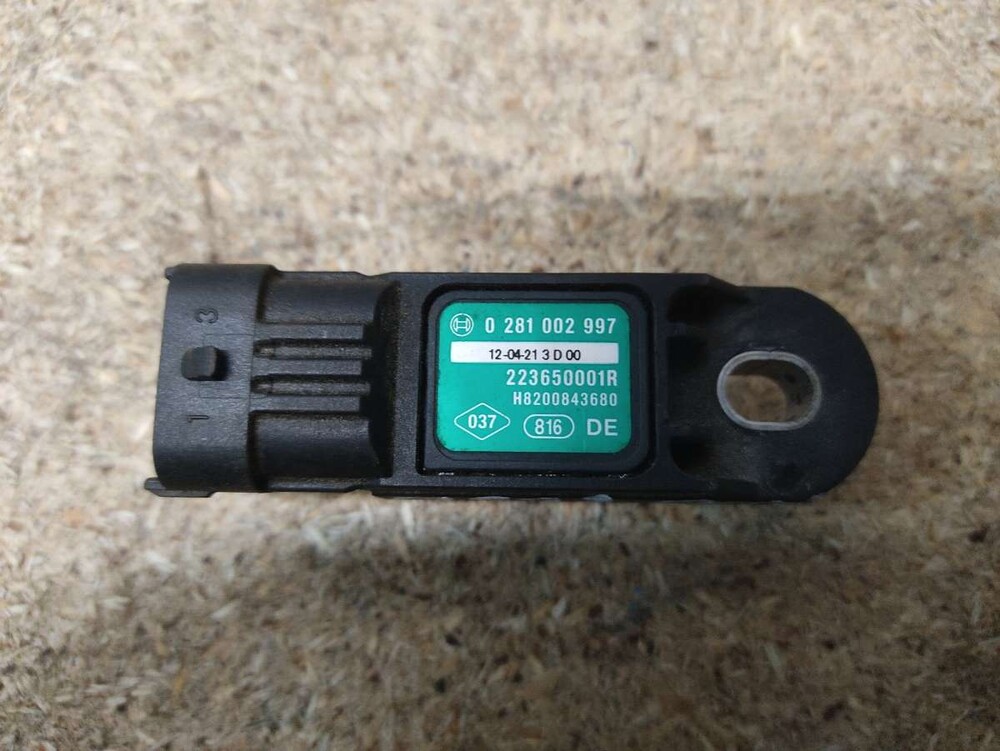 3
1
0 281 002 997
12-04-21 3 D 00
223650001R
H8200843680
037 816 DE